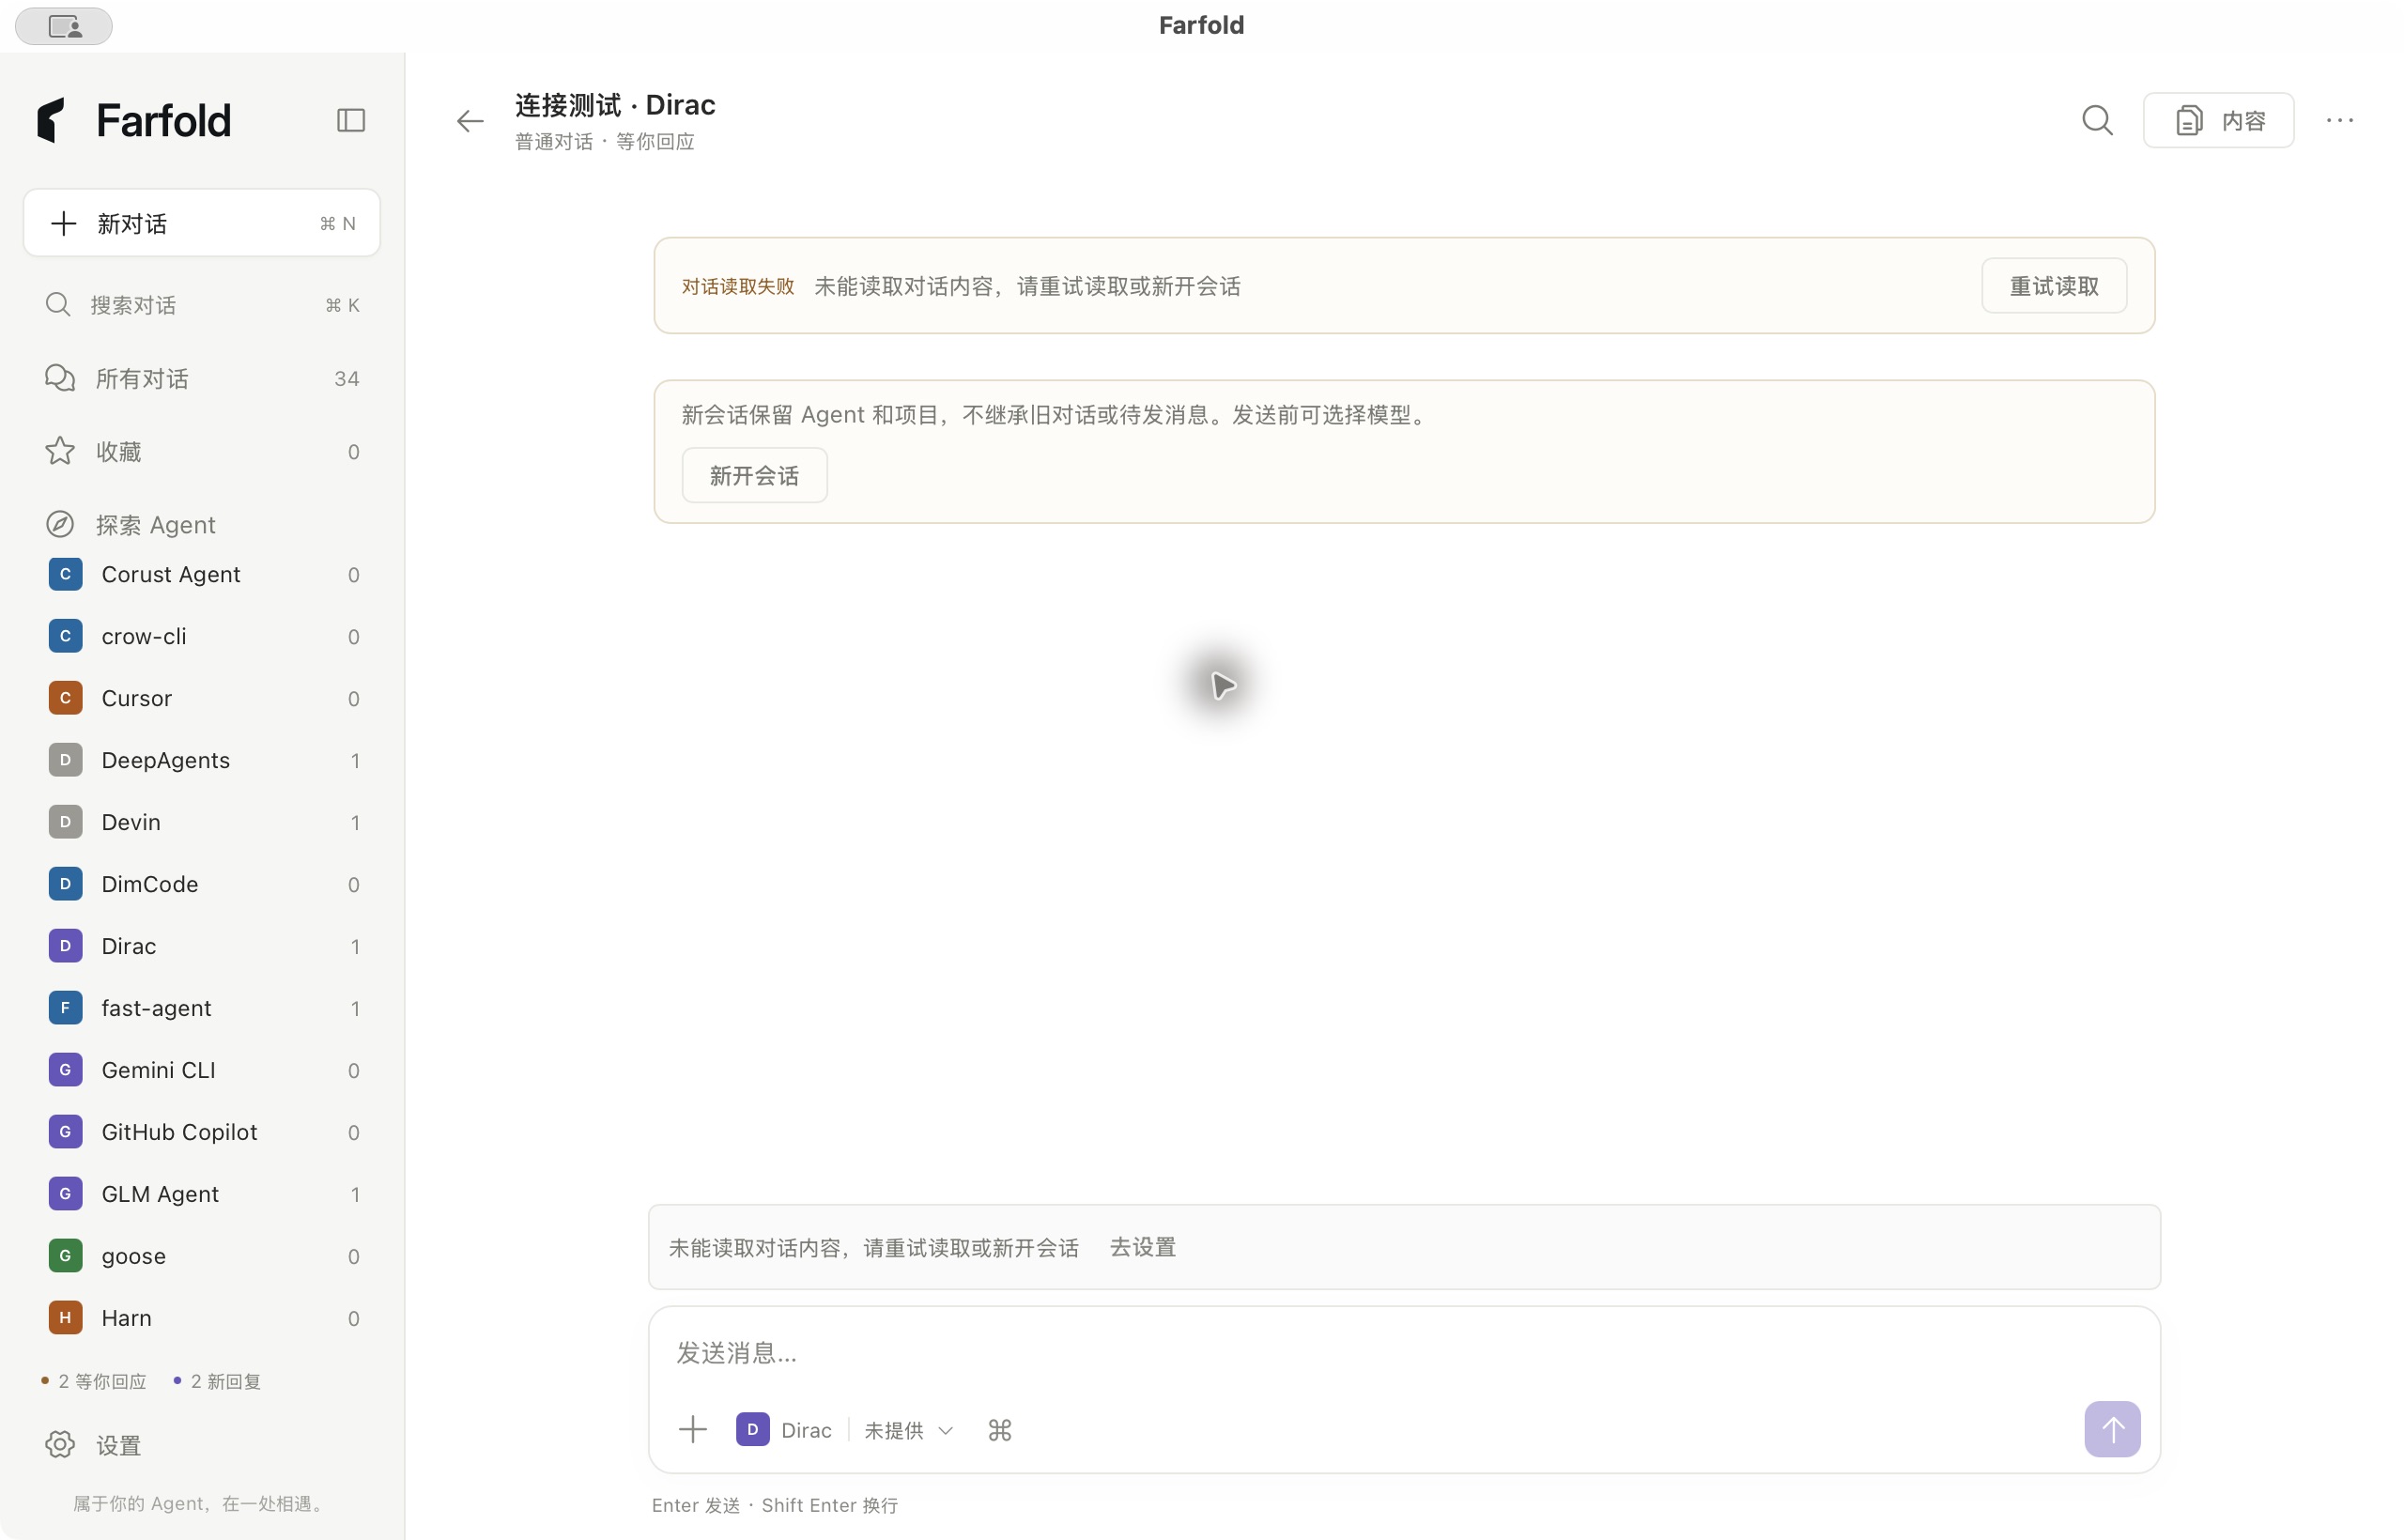 Farfold
Farfold
新对话 ⌘ N
搜索对话 ⌘ K
所有对话 34
收藏 0
探索 Agent
C Corust Agent 0
C crow-cli 0
C Cursor 0
D DeepAgents 1
D Devin 1
D DimCode 0
D Dirac 1
F fast-agent 1
G Gemini CLI 0
G GitHub Copilot 0
G GLM Agent 1
G goose 0
H Harn 0
2 等你回应 2 新回复
设置
属于你的 Agent，在一处相遇。
连接测试 · Dirac
普通对话 · 等你回应
内容
对话读取失败 未能读取对话内容，请重试读取或新开会话 重试读取
新会话保留 Agent 和项目，不继承旧对话或待发消息。发送前可选择模型。
新开会话
未能读取对话内容，请重试读取或新开会话 去设置
发送消息...
D Dirac 未提供 ⌘
Enter 发送 · Shift Enter 换行